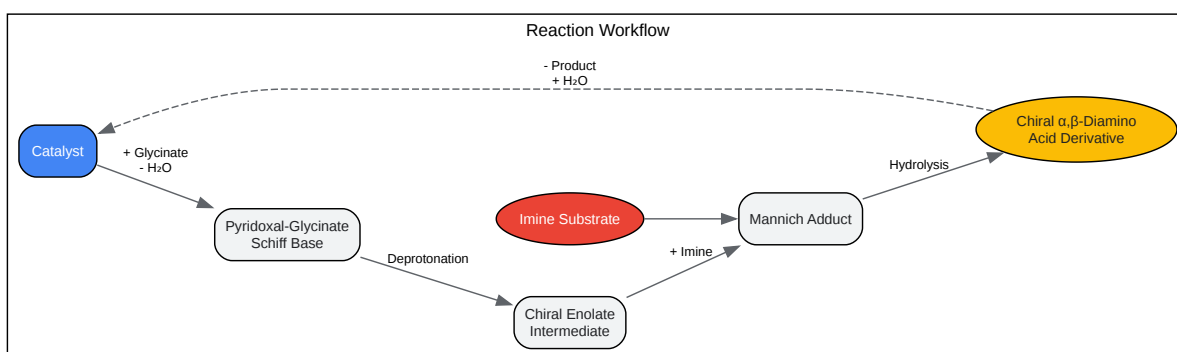 Reaction Workflow
- Product
+ H₂O
Catalyst
+ Glycinate
- H₂O
Pyridoxal-Glycinate
Schiff Base
Deprotonation
Chiral Enolate
Intermediate
Imine Substrate
+ Imine
Mannich Adduct
Hydrolysis
Chiral α,β-Diamino
Acid Derivative